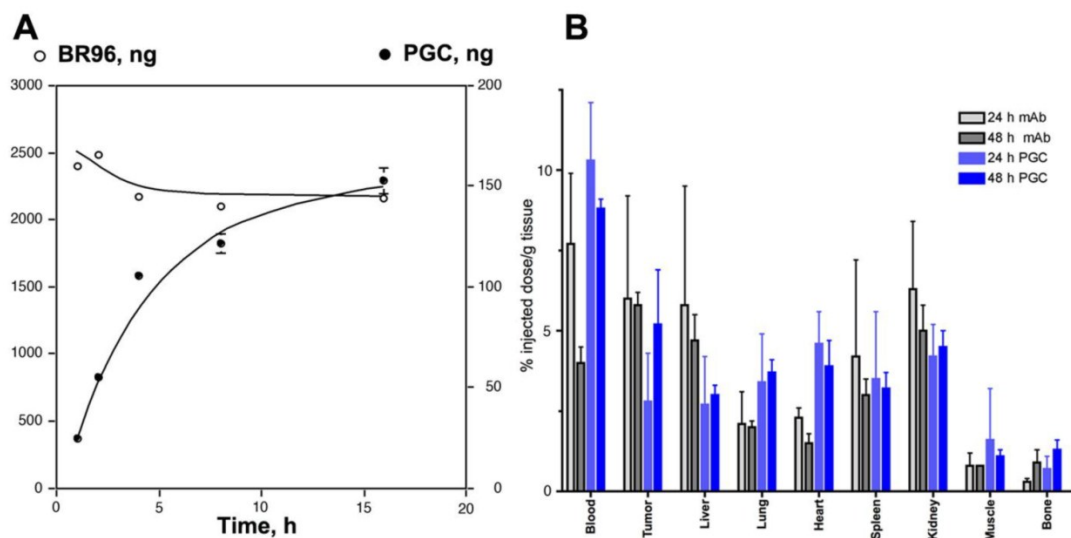 A
B
BR96, ng
PGC, ng
3000
2500
2000
1500
1000
500
0
200
150
100
50
0
0
5
10
15
20
Time, h
24 h mAb
48 h mAb
24 h PGC
48 h PGC
% injected dose/g tissue
10
5
0
Blood
Tumor
Liver
Lung
Heart
Spleen
Kidney
Muscle
Bone